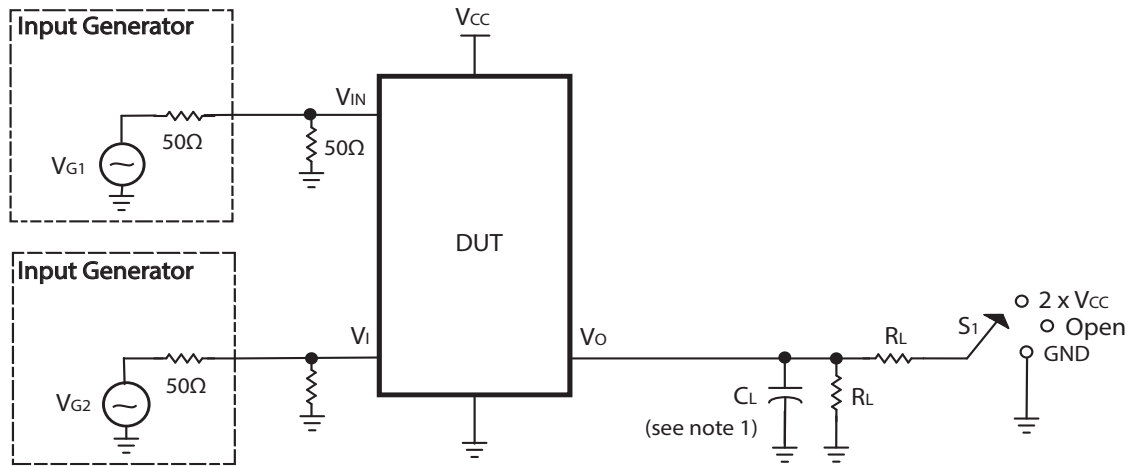 Input Generator
VCC
VIN
50Ω
50Ω
VG1
DUT
Input Generator
VI
VO
50Ω
VG2
RL
S1
2 x VCC
Open
GND
CL
RL
(see note 1)